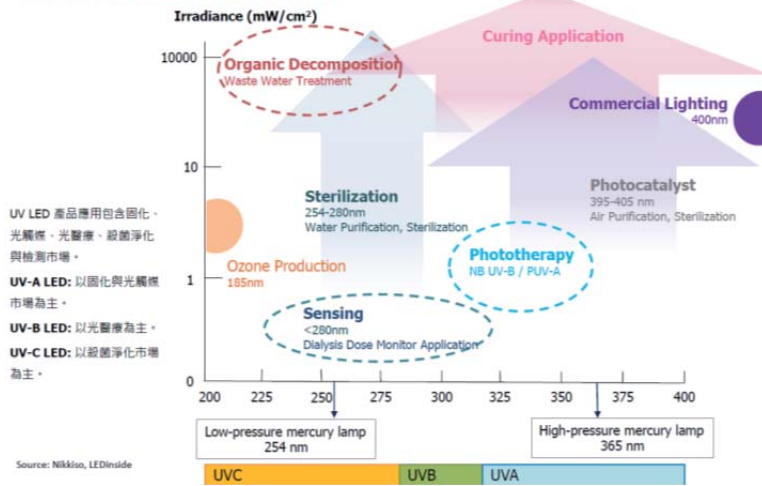 Irradiance (mW/cm²)
10000
10
1
0
Curing Application
Organic Decomposition
Waste Water Treatment
Commercial Lighting
400nm
Sterilization
254-280nm
Water Purification, Sterilization
Photocatalyst
395-405 nm
Air Purification, Sterilization
Phototherapy
NB UV-B / PUV-A
Ozone Production
185nm
Sensing
<280nm
Dialysis Dose Monitor Application
200 225 250 275 300 325 350 375 400
Low-pressure mercury lamp
254 nm
High-pressure mercury lamp
365 nm
UVC UVB UVA
UV LED 產品應用包含固化、
光觸媒、光醫療、殺菌淨化
與檢測市場。
UV-A LED: 以固化與光觸媒
市場為主。
UV-B LED: 以光醫療為主。
UV-C LED: 以殺菌淨化市場
為主。
Source: Nikkiso, LEDinside